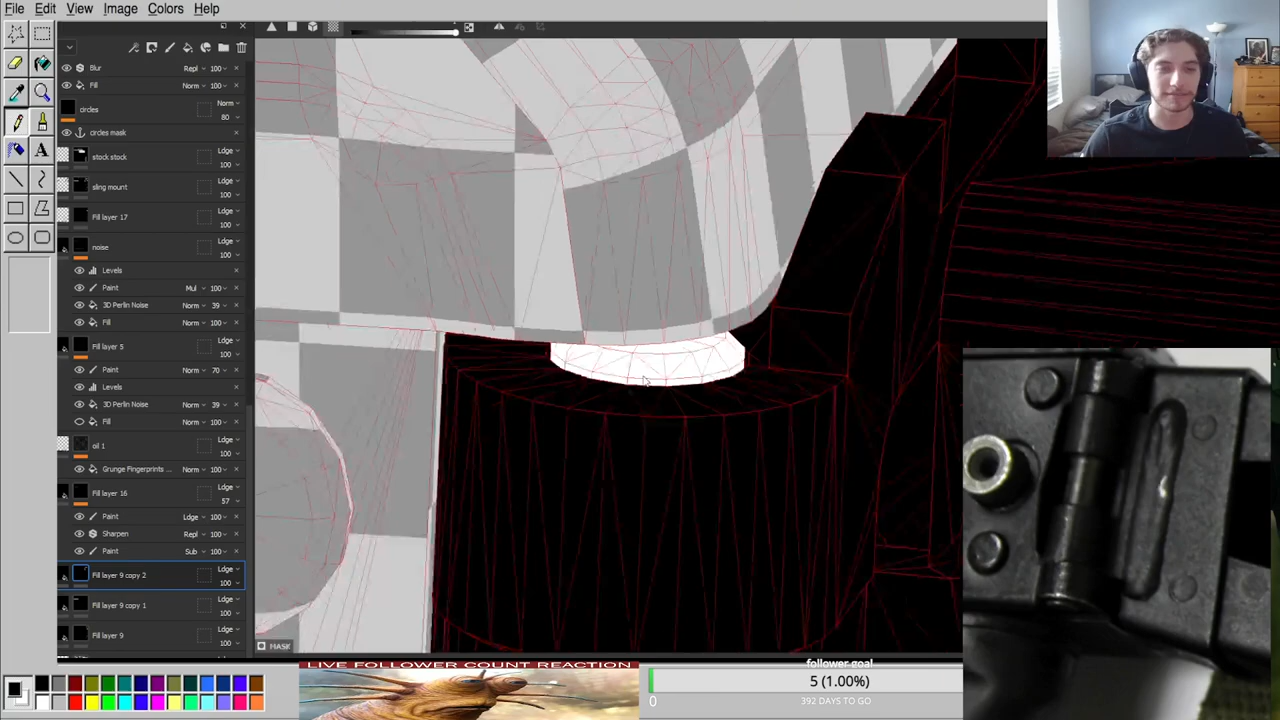 File Edit View Image Colors Help
Blur Repl 100
Fill Norm 100
circles Norm 80
circles mask
stock stock Ldge 100
sling mount Ldge 100
Fill layer 17 Ldge 100
noise Ldge 100
Levels
Paint Mul 100
3D Perlin Noise Norm 39
Fill Norm 100
Fill layer 5 Ldge 100
Paint Norm 70
Levels
3D Perlin Noise Norm 39
Fill Norm 100
oil 1 Ldge 100
Grunge Fingerprints ... Norm 100
Fill layer 16 Ldge 57
Paint Ldge 100
Sharpen Repl 100
Paint Sub 100
Fill layer 9 copy 2 Ldge 100
Fill layer 9 copy 1 Ldge 100
Fill layer 9 Ldge 100
MASK
LIVE FOLLOWER COUNT REACTION
follower goal
5 (1.00%)
0
392 DAYS TO GO